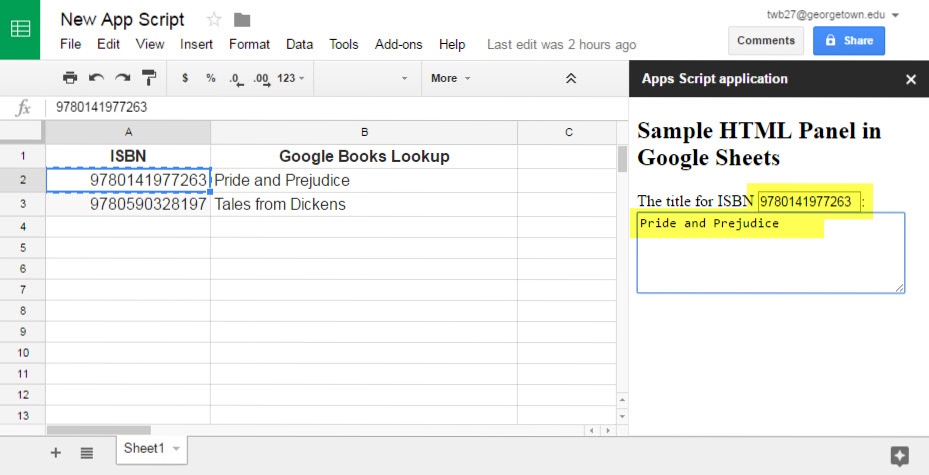 New App Script
twb27@georgetown.edu
File Edit View Insert Format Data Tools Add-ons Help Last edit was 2 hours ago
Comments Share
$ % .0 .00 123 More
Apps Script application
fx 9780141977263
A B C
1 ISBN Google Books Lookup
2 9780141977263 Pride and Prejudice
3 9780590328197 Tales from Dickens
4
5
6
7
8
9
10
11
12
13
Sample HTML Panel in
Google Sheets
The title for ISBN 9780141977263 :
Pride and Prejudice
Sheet1